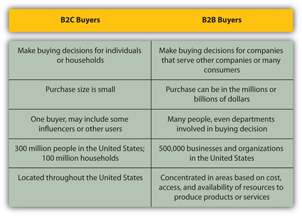 B2C Buyers
B2B Buyers
Make buying decisions for individuals
or households
Make buying decisions for companies
that serve other companies or many
consumers
Purchase size is small
Purchase can be in the millions or
billions of dollars
One buyer, may include some
influencers or other users
Many people, even departments
involved in buying decision
300 million people in the United States;
100 million households
500,000 businesses and organizations
in the United States
Located throughout the United States
Concentrated in areas based on cost,
access, and availability of resources to
produce products or services